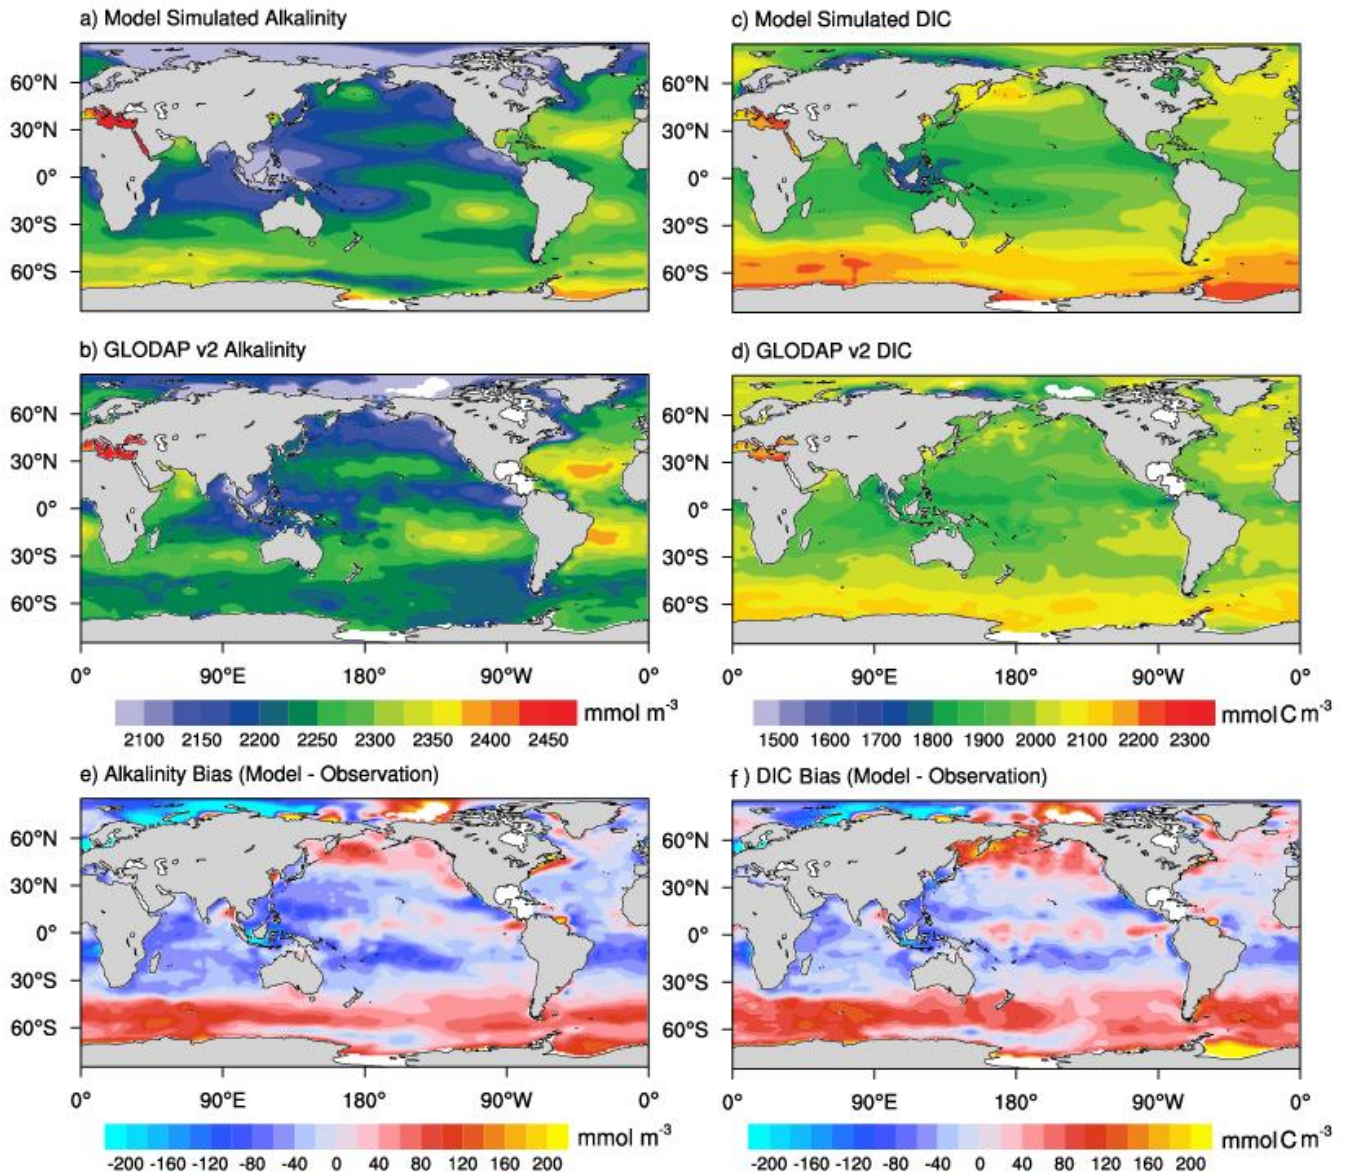 a) Model Simulated Alkalinity
60°N
30°N
0°
30°S
60°S
c) Model Simulated DIC
60°N
30°N
0°
30°S
60°S
b) GLODAP v2 Alkalinity
60°N
30°N
0°
30°S
60°S
0° 90°E 180° 90°W 0°
2100 2150 2200 2250 2300 2350 2400 2450 mmol m⁻³
d) GLODAP v2 DIC
60°N
30°N
0°
30°S
60°S
0° 90°E 180° 90°W 0°
1500 1600 1700 1800 1900 2000 2100 2200 2300 mmol C m⁻³
e) Alkalinity Bias (Model - Observation)
60°N
30°N
0°
30°S
60°S
0° 90°E 180° 90°W 0°
-200 -160 -120 -80 -40 0 40 80 120 160 200 mmol m⁻³
f) DIC Bias (Model - Observation)
60°N
30°N
0°
30°S
60°S
0° 90°E 180° 90°W 0°
-200 -160 -120 -80 -40 0 40 80 120 160 200 mmol C m⁻³